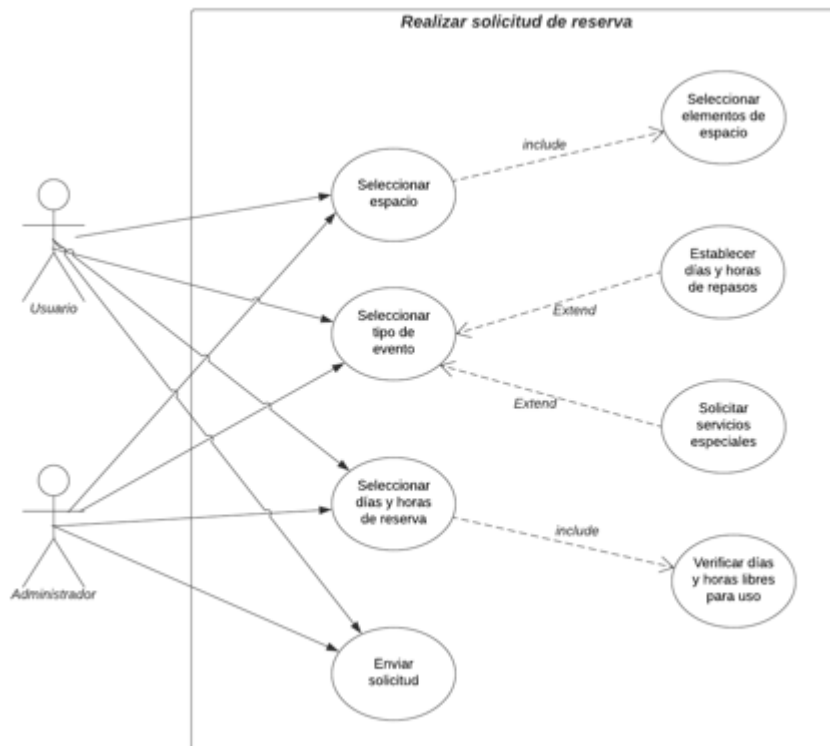 Realizar solicitud de reserva
Seleccionar
elementos de
espacio
include
Seleccionar
espacio
Usuario
Establecer
días y horas
de repasos
Extend
Seleccionar
tipo de
evento
Extend
Solicitar
servicios
especiales
Seleccionar
días y horas
de reserva
include
Verificar días
y horas libres
para uso
Administrador
Enviar
solicitud